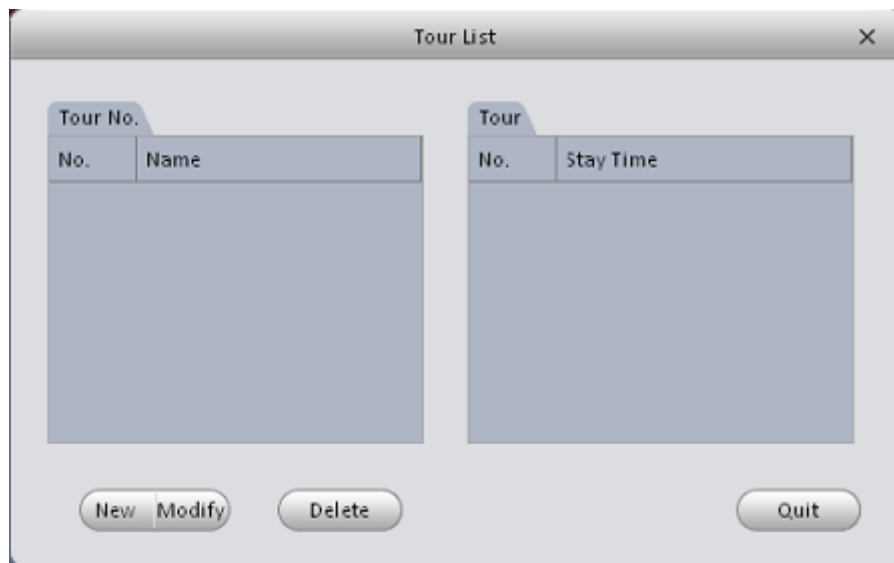 Tour List
Tour No.
No. Name
Tour
No. Stay Time
New Modify Delete Quit